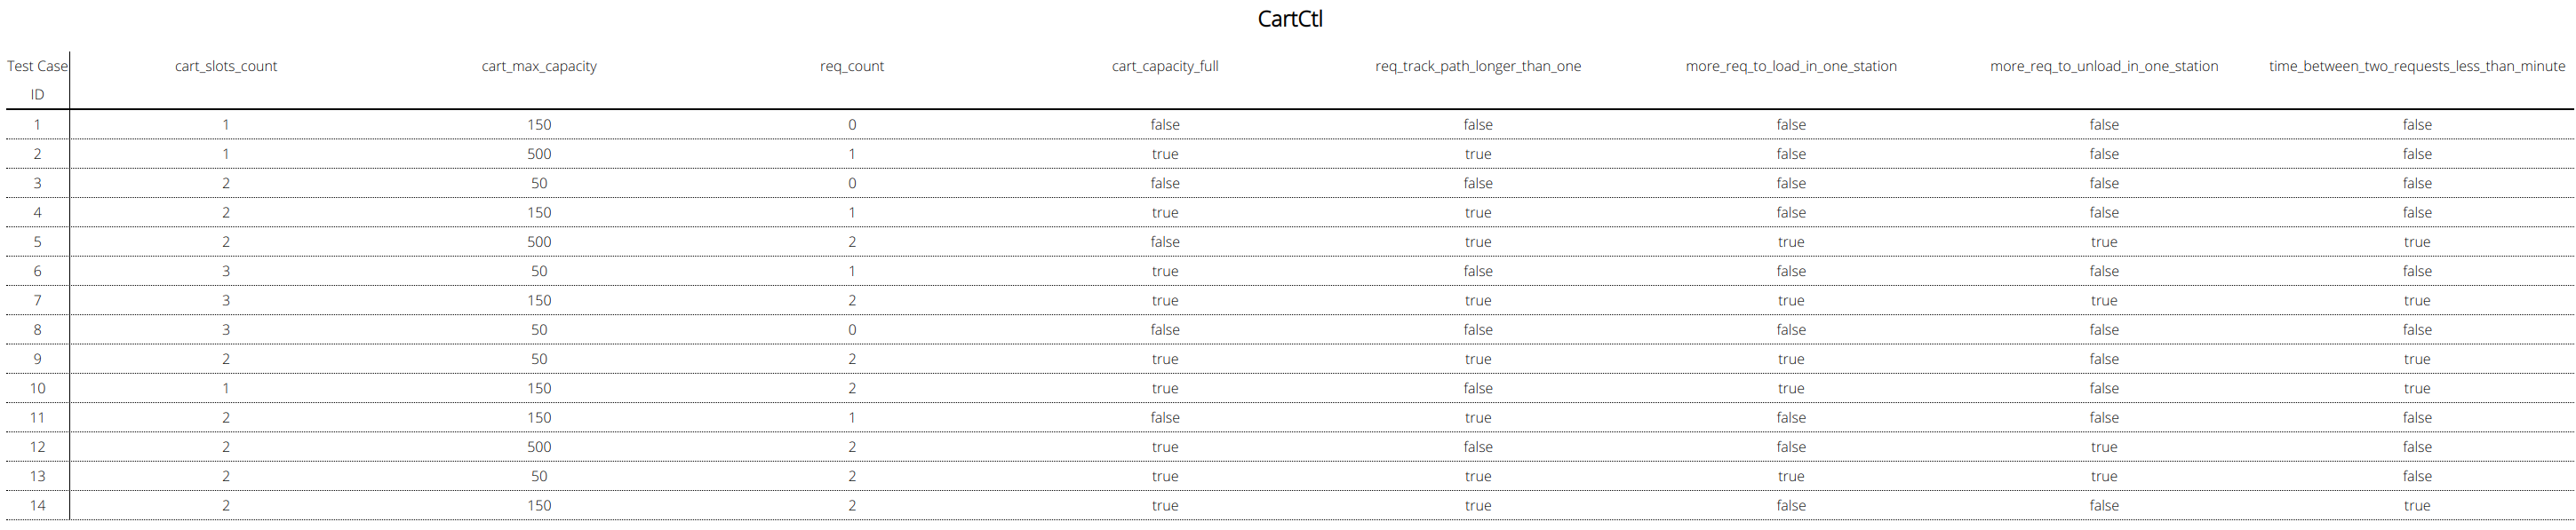 CartCtl
Test Case cart_slots_count cart_max_capacity req_count cart_capacity_full req_track_path_longer_than_one more_req_to_load_in_one_station more_req_to_unload_in_one_station time_between_two_requests_less_than_minute
ID
1 1 150 0 false false false false false
2 1 500 1 true true false false false
3 2 50 0 false false false false false
4 2 150 1 true true false false false
5 2 500 2 false true true true true
6 3 50 1 true false false false false
7 3 150 2 true true true true true
8 3 50 0 false false false false false
9 2 50 2 true true true false true
10 1 150 2 true false true false true
11 2 150 1 false true false false false
12 2 500 2 true false false true false
13 2 50 2 true true true true false
14 2 150 2 true true false false true